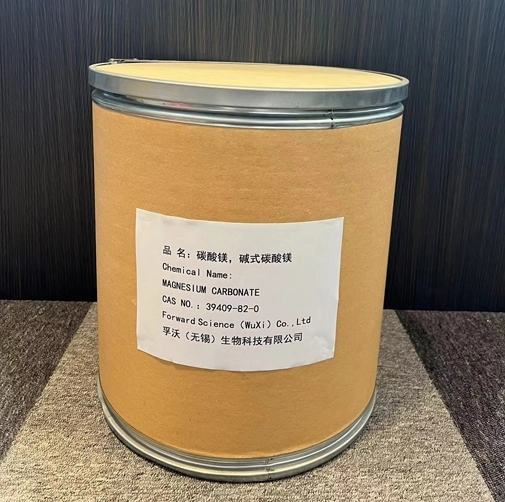 品 名: 碳酸镁, 碱式碳酸镁
Chemical Name:
MAGNESIUM CARBONATE
CAS NO.: 39409-82-0
Forward Science (WuXi) Co.,Ltd
孚沃(无锡)生物科技有限公司